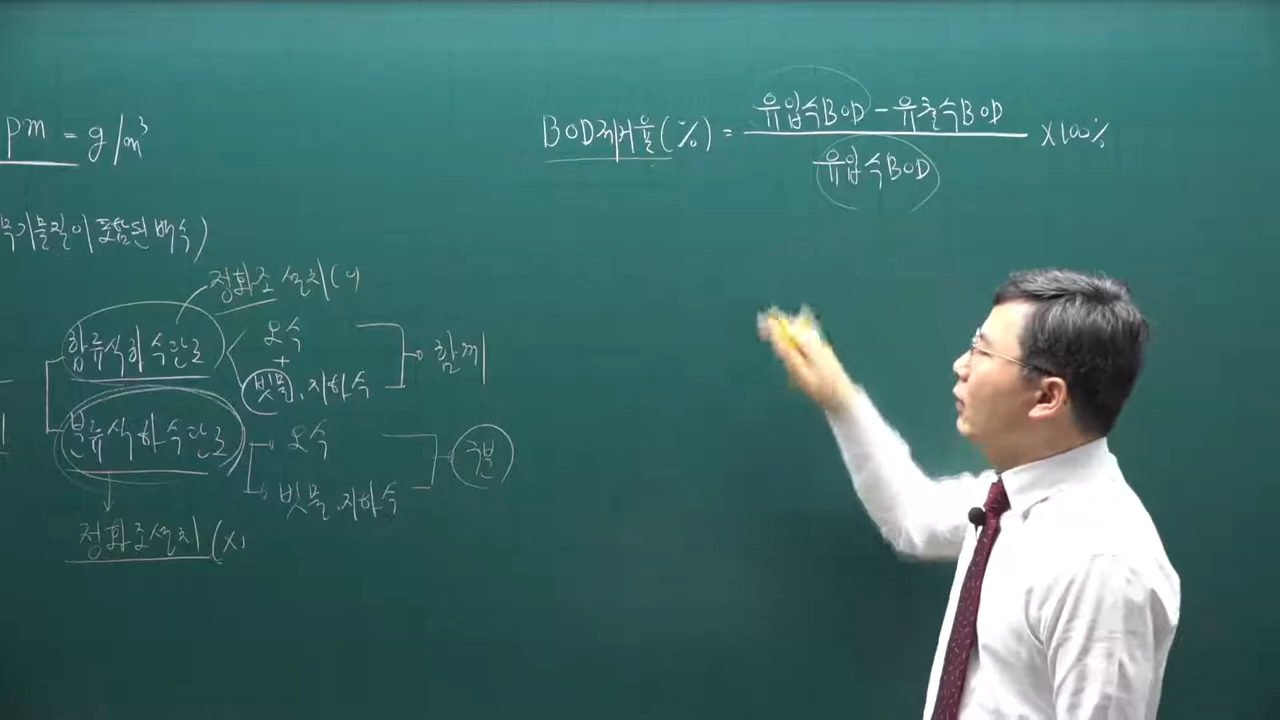 pm = g/m³
물질이 포함된 배수)
정화조 설치(
합류식하수관로
오수
+
빗물, 지하수
함께
분류식하수관로
오수
빗물, 지하수
구분
정화조설치(x)
BOD제거율(%) = 유입수BOD - 유출수BOD
유입수BOD
×100%